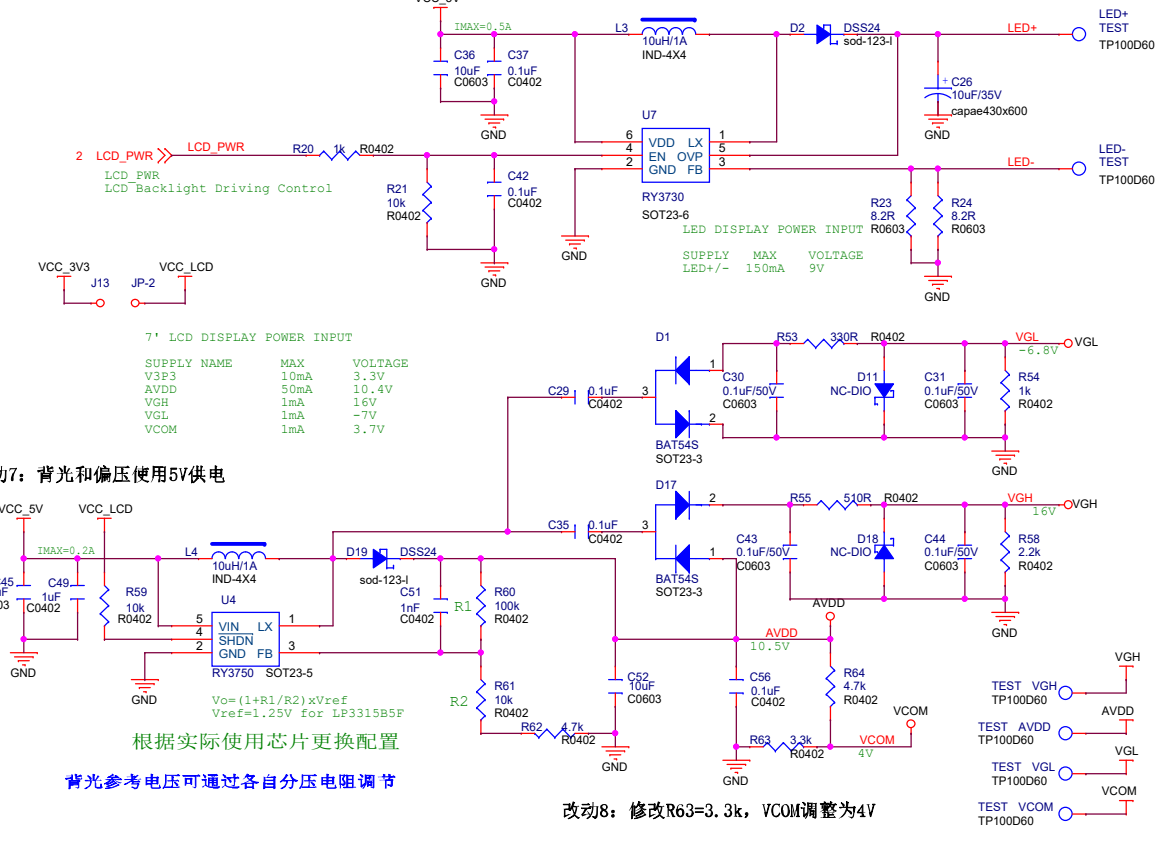 IMAX=0.5A
L3
10uH/1A
IND-4X4
D2
DSS24
sod-123-I
LED+
LED+
TEST
TP100D60
C36
10uF
C0603
C37
0.1uF
C0402
GND
+
C26
10uF/35V
capae430x600
GND
U7
6 VDD LX 1
4 EN OVP 5
2 GND FB 3
RY3730
SOT23-6
2 LCD_PWR
LCD_PWR
R20 1k R0402
LCD_PWR
LCD Backlight Driving Control
R21
10k
R0402
C42
0.1uF
C0402
GND
GND
LED-
LED-
TEST
TP100D60
R23
8.2R
R0603
R24
8.2R
R0603
GND
LED DISPLAY POWER INPUT
SUPPLY MAX VOLTAGE
LED+/- 150mA 9V
VCC_3V3
J13
JP-2
VCC_LCD
7' LCD DISPLAY POWER INPUT
SUPPLY NAME MAX VOLTAGE
V3P3 10mA 3.3V
AVDD 50mA 10.4V
VGH 1mA 16V
VGL 1mA -7V
VCOM 1mA 3.7V
D1
1
2
3
BAT54S
SOT23-3
C29 0.1uF
C0402
R53 330R R0402
C30
0.1uF/50V
C0603
D11
NC-DIO
C31
0.1uF/50V
C0603
R54
1k
R0402
VGL
-6.8V
VGL
GND
动7: 背光和偏压使用5V供电
VCC_5V
VCC_LCD
IMAX=0.2A
L4
10uH/1A
IND-4X4
D19
DSS24
sod-123-I
C49
1uF
C0402
R59
10k
R0402
GND
U4
5 VIN LX 1
4 SHDN
2 GND FB 3
RY3750
SOT23-5
GND
C51
1nF
C0402
R1
R60
100k
R0402
R2
R61
10k
R0402
R62 4.7k
R0402
Vo=(1+R1/R2)xVref
Vref=1.25V for LP3315B5F
根据实际使用芯片更换配置
背光参考电压可通过各自分压电阻调节
C35 0.1uF
C0402
D17
2
3
1
BAT54S
SOT23-3
R55 510R R0402
C43
0.1uF/50V
C0603
D18
NC-DIO
C44
0.1uF/50V
C0603
R58
2.2k
R0402
VGH
16V
VGH
GND
AVDD
AVDD
10.5V
C52
10uF
C0603
GND
C56
0.1uF
C0402
GND
R64
4.7k
R0402
R63 3.3k
R0402
VCOM
4V
VCOM
改动8: 修改R63=3.3k, VCOM调整为4V
VGH
TEST VGH
TP100D60
AVDD
TEST AVDD
TP100D60
VGL
TEST VGL
TP100D60
VCOM
TEST VCOM
TP100D60